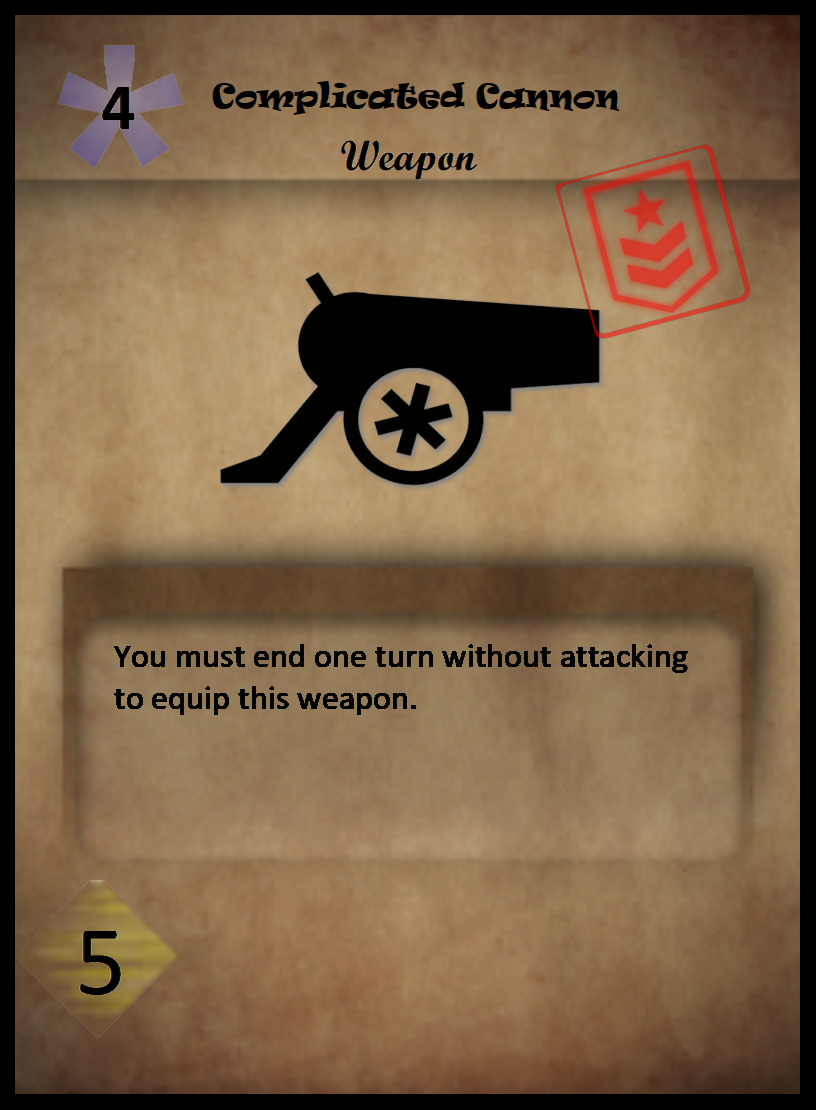 4
Complicated Cannon
Weapon
You must end one turn without attacking
to equip this weapon.
5